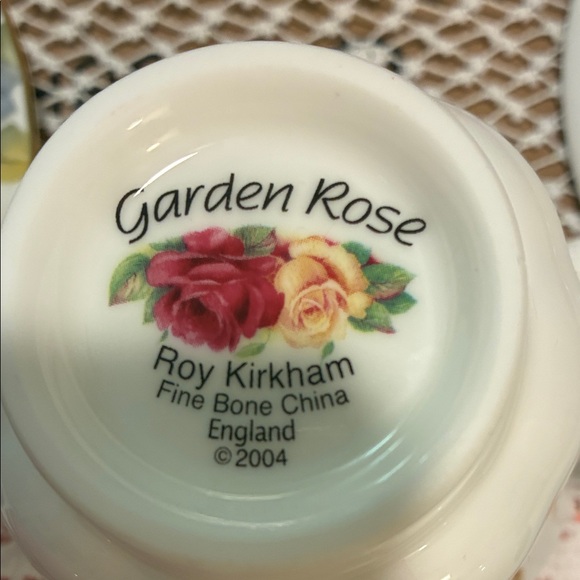 Garden Rose
Roy Kirkham
Fine Bone China
England
© 2004